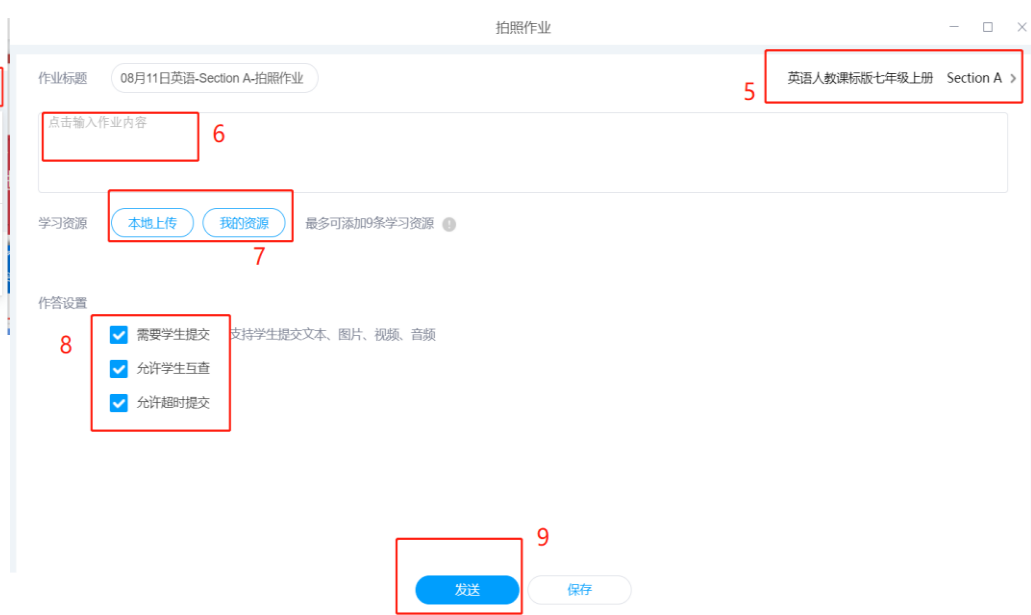 拍照作业
作业标题 08月11日英语-Section A-拍照作业
英语人教课标版七年级上册 Section A >
5
点击输入作业内容
6
学习资源 本地上传 我的资源 最多可添加9条学习资源 !
7
作答设置
8
需要学生提交 支持学生提交文本、图片、视频、音频
允许学生互查
允许超时提交
9
发送 保存